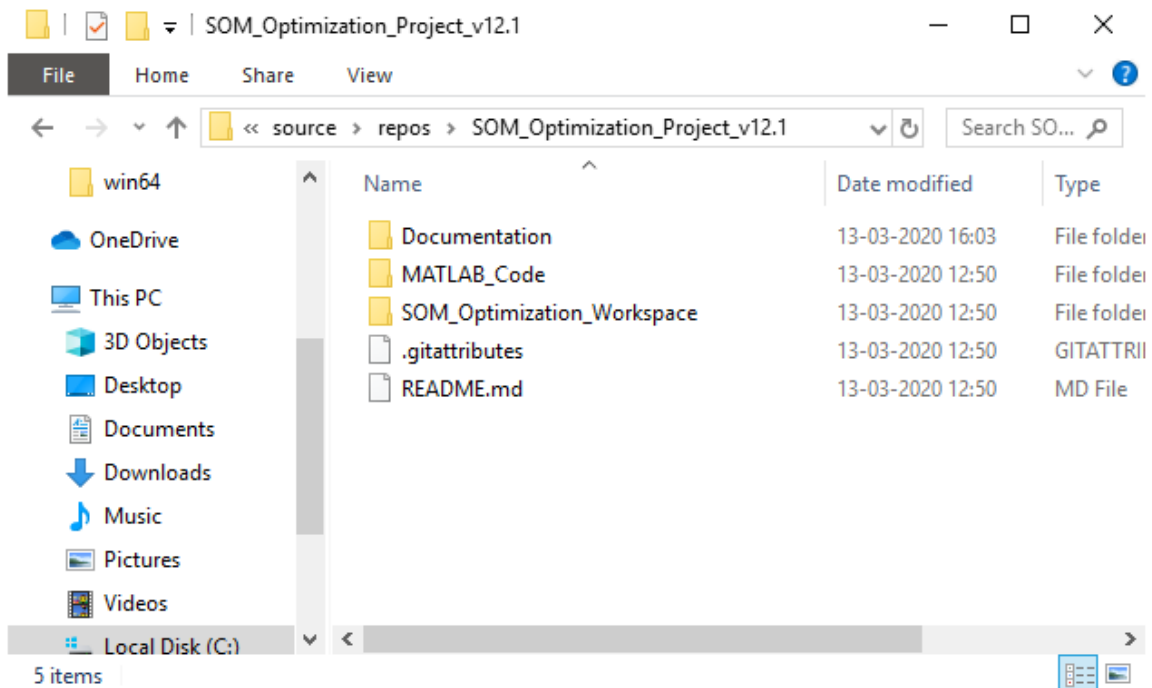 SOM_Optimization_Project_v12.1
File Home Share View
« source › repos › SOM_Optimization_Project_v12.1 Search SO...
win64
OneDrive
This PC
3D Objects
Desktop
Documents
Downloads
Music
Pictures
Videos
Local Disk (C:)
Name Date modified Type
Documentation 13-03-2020 16:03 File folder
MATLAB_Code 13-03-2020 12:50 File folder
SOM_Optimization_Workspace 13-03-2020 12:50 File folder
.gitattributes 13-03-2020 12:50 GITATTRI
README.md 13-03-2020 12:50 MD File
5 items